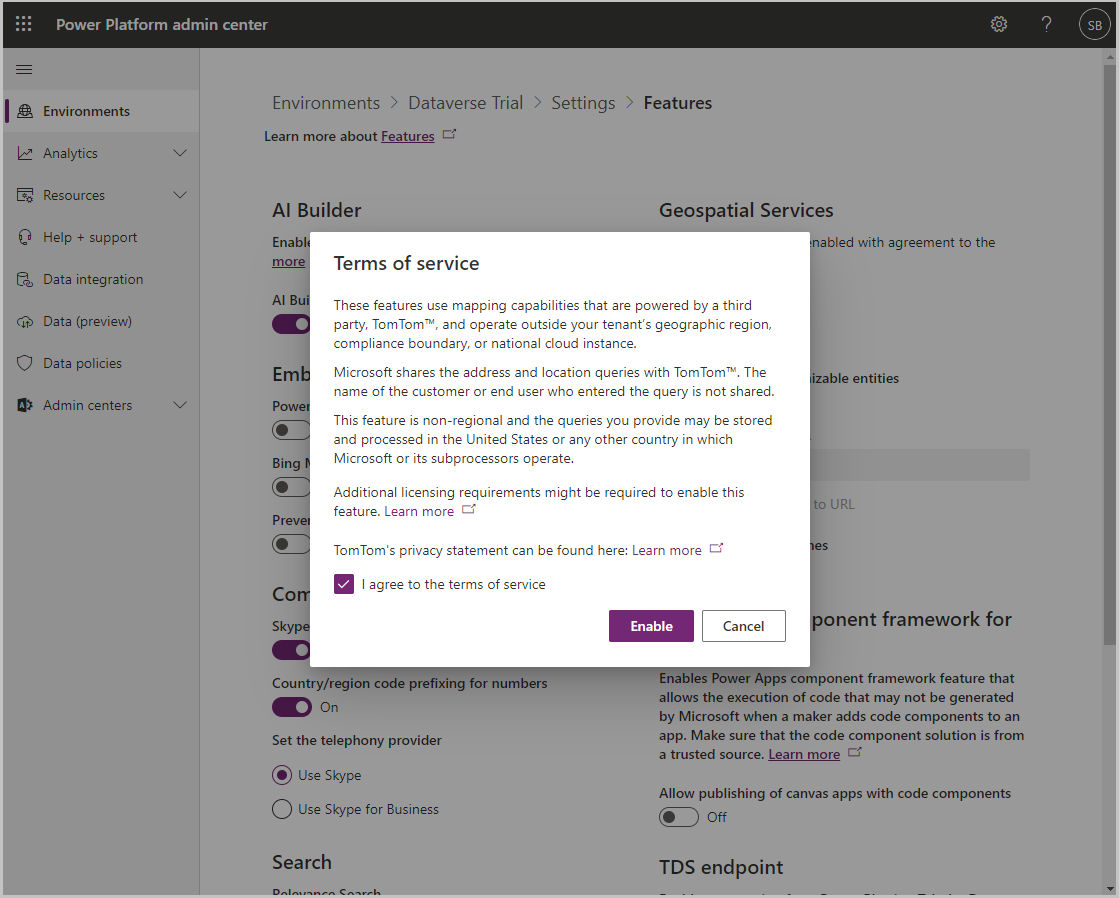 Power Platform admin center
?
SB
Environments
Analytics
Resources
Help + support
Data integration
Data (preview)
Data policies
Admin centers
Environments > Dataverse Trial > Settings > Features
Learn more about Features
AI Builder
Enable
more
AI Bui
Emb
Power
Bing M
Prever
Com
Skype
Country/region code prefixing for numbers
On
Set the telephony provider
Use Skype
Use Skype for Business
Search
Relevance Search
Geospatial Services
enabled with agreement to the
nizable entities
to URL
nes
ponent framework for
Enables Power Apps component framework feature that
allows the execution of code that may not be generated
by Microsoft when a maker adds code components to an
app. Make sure that the code component solution is from
a trusted source. Learn more
Allow publishing of canvas apps with code components
Off
TDS endpoint
Terms of service
These features use mapping capabilities that are powered by a third
party, TomTom™, and operate outside your tenant's geographic region,
compliance boundary, or national cloud instance.
Microsoft shares the address and location queries with TomTom™. The
name of the customer or end user who entered the query is not shared.
This feature is non-regional and the queries you provide may be stored
and processed in the United States or any other country in which
Microsoft or its subprocessors operate.
Additional licensing requirements might be required to enable this
feature. Learn more
TomTom's privacy statement can be found here: Learn more
I agree to the terms of service
Enable
Cancel